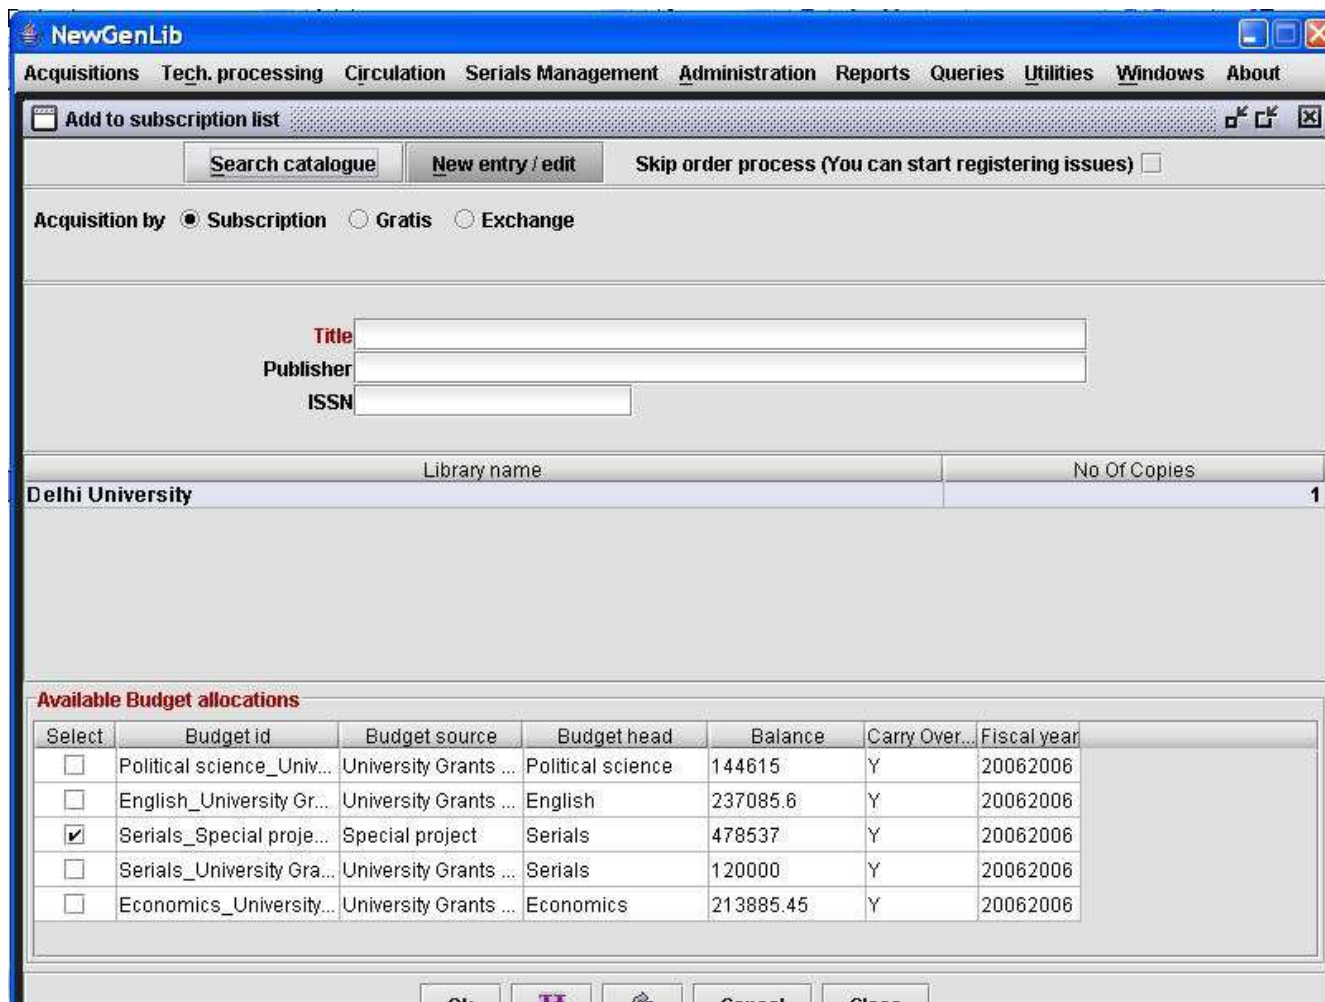 NewGenLib
Acquisitions Tech. processing Circulation Serials Management Administration Reports Queries Utilities Windows About
Add to subscription list
Search catalogue New entry / edit Skip order process (You can start registering issues)
Acquisition by Subscription Gratis Exchange
Title
Publisher
ISSN
Library name No Of Copies
Delhi University 1
Available Budget allocations
Select Budget id Budget source Budget head Balance Carry Over... Fiscal year
Political science_Univ... University Grants ... Political science 144615 Y 20062006
English_University Gr... University Grants ... English 237085.6 Y 20062006
Serials_Special proje... Special project Serials 478537 Y 20062006
Serials_University Gra... University Grants ... Serials 120000 Y 20062006
Economics_University... University Grants ... Economics 213885.45 Y 20062006
Ok Cancel Close